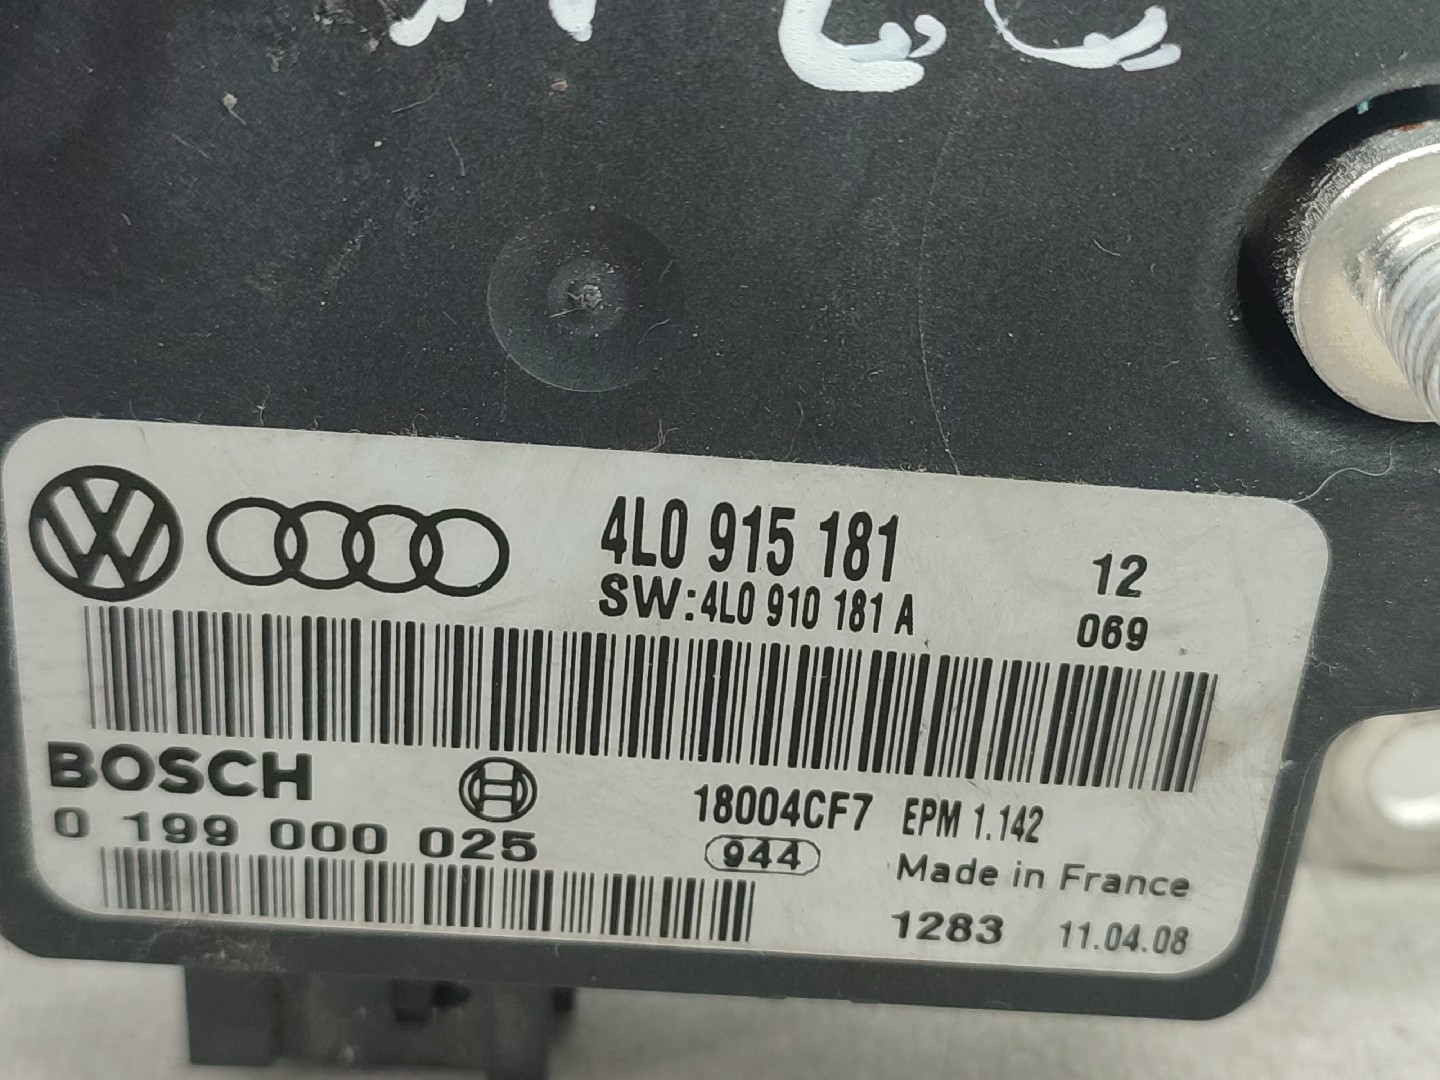 4L0 915 181
12
SW:4L0 910 181 A
069
BOSCH
18004CF7 EPM 1.142
0 199 000 025
944
Made in France
1283 11.04.08